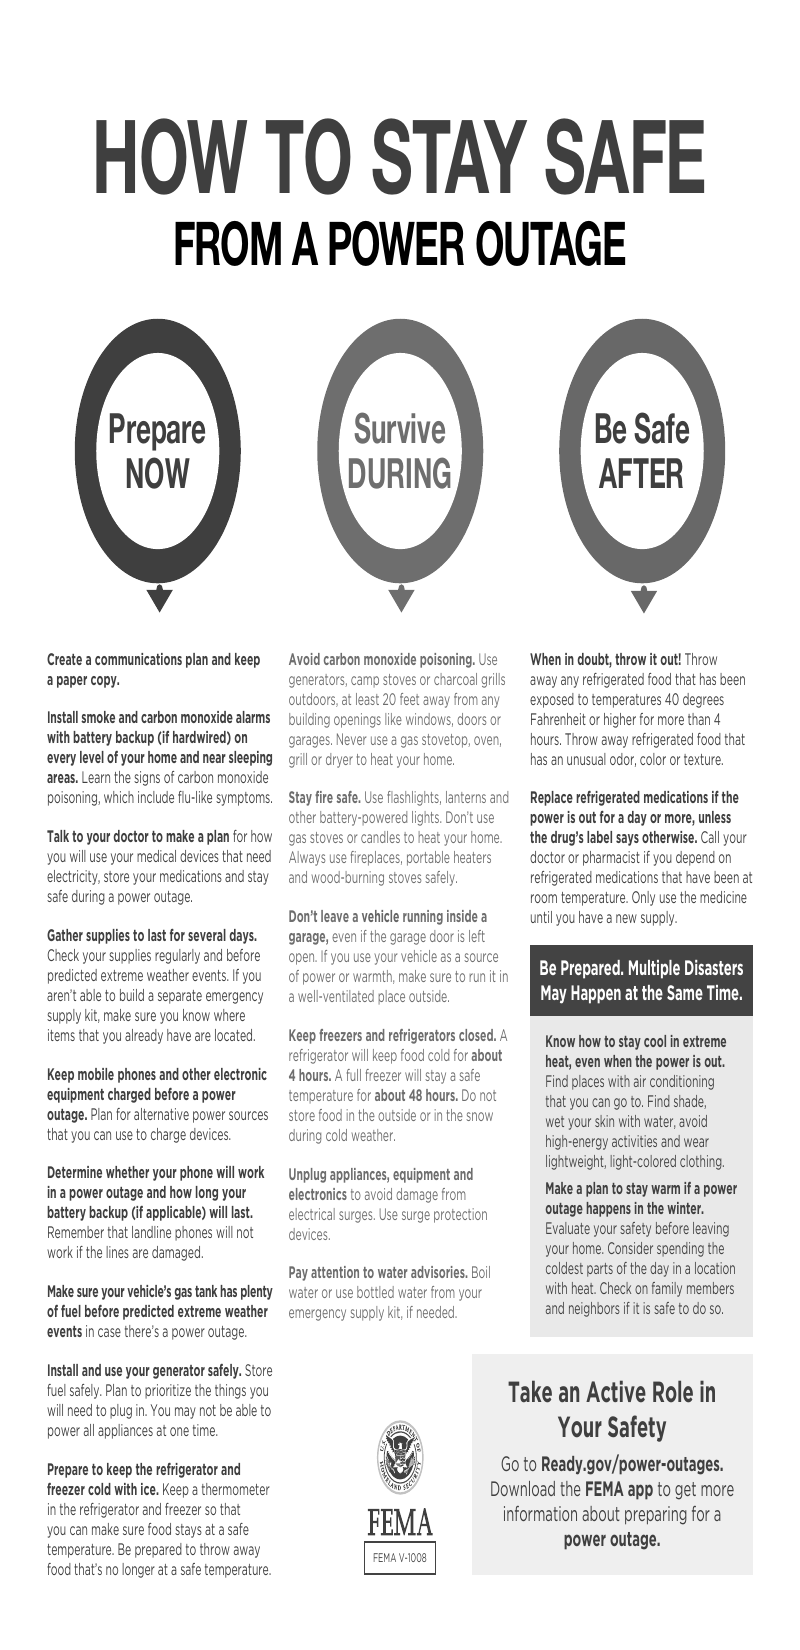 HOW TO STAY SAFE
FROM A POWER OUTAGE
Prepare
NOW
Survive
DURING
Be Safe
AFTER
Create a communications plan and keep
a paper copy.
Install smoke and carbon monoxide alarms
with battery backup (if hardwired) on
every level of your home and near sleeping
areas. Learn the signs of carbon monoxide
poisoning, which include flu-like symptoms.
Talk to your doctor to make a plan for how
you will use your medical devices that need
electricity, store your medications and stay
safe during a power outage.
Gather supplies to last for several days.
Check your supplies regularly and before
predicted extreme weather events. If you
aren't able to build a separate emergency
supply kit, make sure you know where
items that you already have are located.
Keep mobile phones and other electronic
equipment charged before a power
outage. Plan for alternative power sources
that you can use to charge devices.
Determine whether your phone will work
in a power outage and how long your
battery backup (if applicable) will last.
Remember that landline phones will not
work if the lines are damaged.
Make sure your vehicle's gas tank has plenty
of fuel before predicted extreme weather
events in case there's a power outage.
Install and use your generator safely. Store
fuel safely. Plan to prioritize the things you
will need to plug in. You may not be able to
power all appliances at one time.
Prepare to keep the refrigerator and
freezer cold with ice. Keep a thermometer
in the refrigerator and freezer so that
you can make sure food stays at a safe
temperature. Be prepared to throw away
food that's no longer at a safe temperature.
Avoid carbon monoxide poisoning. Use
generators, camp stoves or charcoal grills
outdoors, at least 20 feet away from any
building openings like windows, doors or
garages. Never use a gas stovetop, oven,
grill or dryer to heat your home.
Stay fire safe. Use flashlights, lanterns and
other battery-powered lights. Don't use
gas stoves or candles to heat your home.
Always use fireplaces, portable heaters
and wood-burning stoves safely.
Don't leave a vehicle running inside a
garage, even if the garage door is left
open. If you use your vehicle as a source
of power or warmth, make sure to run it in
a well-ventilated place outside.
Keep freezers and refrigerators closed. A
refrigerator will keep food cold for about
4 hours. A full freezer will stay a safe
temperature for about 48 hours. Do not
store food in the outside or in the snow
during cold weather.
Unplug appliances, equipment and
electronics to avoid damage from
electrical surges. Use surge protection
devices.
Pay attention to water advisories. Boil
water or use bottled water from your
emergency supply kit, if needed.
When in doubt, throw it out! Throw
away any refrigerated food that has been
exposed to temperatures 40 degrees
Fahrenheit or higher for more than 4
hours. Throw away refrigerated food that
has an unusual odor, color or texture.
Replace refrigerated medications if the
power is out for a day or more, unless
the drug's label says otherwise. Call your
doctor or pharmacist if you depend on
refrigerated medications that have been at
room temperature. Only use the medicine
until you have a new supply.
Be Prepared. Multiple Disasters
May Happen at the Same Time.
Know how to stay cool in extreme
heat, even when the power is out.
Find places with air conditioning
that you can go to. Find shade,
wet your skin with water, avoid
high-energy activities and wear
lightweight, light-colored clothing.
Make a plan to stay warm if a power
outage happens in the winter.
Evaluate your safety before leaving
your home. Consider spending the
coldest parts of the day in a location
with heat. Check on family members
and neighbors if it is safe to do so.
Take an Active Role in
Your Safety
Go to Ready.gov/power-outages.
Download the FEMA app to get more
information about preparing for a
power outage.
U.S. DEPARTMENT OF
HOMELAND SECURITY
FEMA
FEMA V-1008